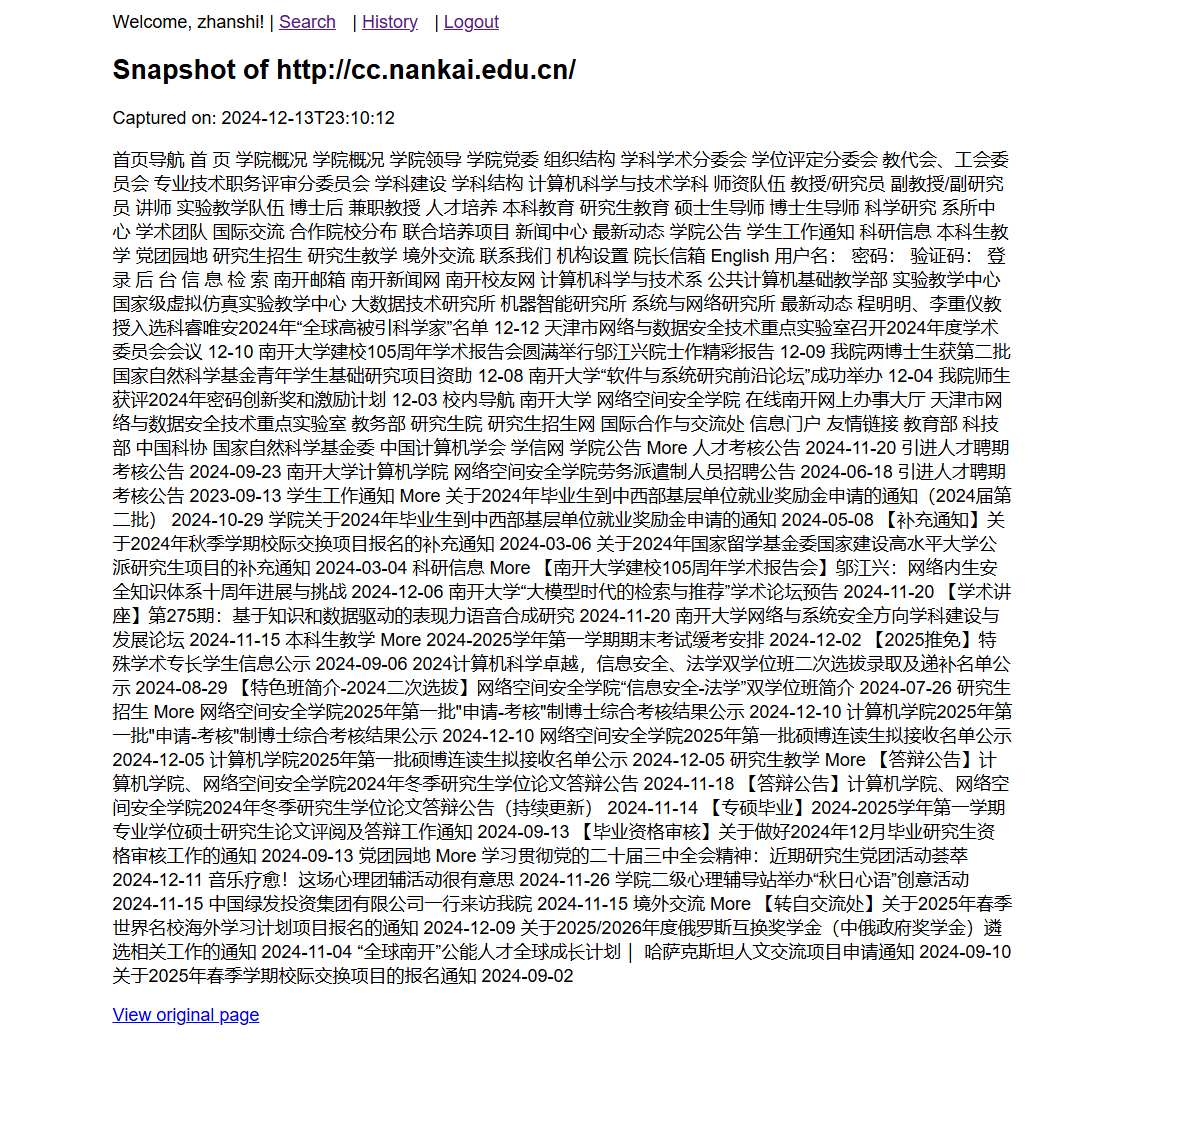 Welcome, zhanshi! | Search | History | Logout
Snapshot of http://cc.nankai.edu.cn/
Captured on: 2024-12-13T23:10:12
首页导航 首 页 学院概况 学院概况 学院领导 学院党委 组织结构 学科学术分委会 学位评定分委会 教代会、工会委
员会 专业技术职务评审分委员会 学科建设 学科结构 计算机科学与技术学科 师资队伍 教授/研究员 副教授/副研究
员 讲师 实验教学队伍 博士后 兼职教授 人才培养 本科教育 研究生教育 硕士生导师 博士生导师 科学研究 系所中
心 学术团队 国际交流 合作院校分布 联合培养项目 新闻中心 最新动态 学院公告 学生工作通知 科研信息 本科生教
学 党团园地 研究生招生 研究生教学 境外交流 联系我们 机构设置 院长信箱 English 用户名： 密码： 验证码： 登
录 后 台 信 息 检 索 南开邮箱 南开新闻网 南开校友网 计算机科学与技术系 公共计算机基础教学部 实验教学中心
国家级虚拟仿真实验教学中心 大数据技术研究所 机器智能研究所 系统与网络研究所 最新动态 程明明、李重仪教
授入选科睿唯安2024年“全球高被引科学家”名单 12-12 天津市网络与数据安全技术重点实验室召开2024年度学术
委员会会议 12-10 南开大学建校105周年学术报告会圆满举行邬江兴院士作精彩报告 12-09 我院两博士生获第二批
国家自然科学基金青年学生基础研究项目资助 12-08 南开大学“软件与系统研究前沿论坛”成功举办 12-04 我院师生
获评2024年密码创新奖和激励计划 12-03 校内导航 南开大学 网络空间安全学院 在线南开网上办事大厅 天津市网
络与数据安全技术重点实验室 教务部 研究生院 研究生招生网 国际合作与交流处 信息门户 友情链接 教育部 科技
部 中国科协 国家自然科学基金委 中国计算机学会 学信网 学院公告 More 人才考核公告 2024-11-20 引进人才聘期
考核公告 2024-09-23 南开大学计算机学院 网络空间安全学院劳务派遣制人员招聘公告 2024-06-18 引进人才聘期
考核公告 2023-09-13 学生工作通知 More 关于2024年毕业生到中西部基层单位就业奖励金申请的通知（2024届第
二批） 2024-10-29 学院关于2024年毕业生到中西部基层单位就业奖励金申请的通知 2024-05-08 【补充通知】关
于2024年秋季学期校际交换项目报名的补充通知 2024-03-06 关于2024年国家留学基金委国家建设高水平大学公
派研究生项目的补充通知 2024-03-04 科研信息 More 【南开大学建校105周年学术报告会】邬江兴：网络内生安
全知识体系十周年进展与挑战 2024-12-06 南开大学“大模型时代的检索与推荐”学术论坛预告 2024-11-20 【学术讲
座】第275期：基于知识和数据驱动的表现力语音合成研究 2024-11-20 南开大学网络与系统安全方向学科建设与
发展论坛 2024-11-15 本科生教学 More 2024-2025学年第一学期期末考试缓考安排 2024-12-02 【2025推免】特
殊学术专长学生信息公示 2024-09-06 2024计算机科学卓越，信息安全、法学双学位班二次选拔录取及递补名单公
示 2024-08-29 【特色班简介-2024二次选拔】网络空间安全学院“信息安全-法学”双学位班简介 2024-07-26 研究生
招生 More 网络空间安全学院2025年第一批"申请-考核"制博士综合考核结果公示 2024-12-10 计算机学院2025年第
一批"申请-考核"制博士综合考核结果公示 2024-12-10 网络空间安全学院2025年第一批硕博连读生拟接收名单公示
2024-12-05 计算机学院2025年第一批硕博连读生拟接收名单公示 2024-12-05 研究生教学 More 【答辩公告】计
算机学院、网络空间安全学院2024年冬季研究生学位论文答辩公告 2024-11-18 【答辩公告】计算机学院、网络空
间安全学院2024年冬季研究生学位论文答辩公告（持续更新） 2024-11-14 【专硕毕业】2024-2025学年第一学期
专业学位硕士研究生论文评阅及答辩工作通知 2024-09-13 【毕业资格审核】关于做好2024年12月毕业研究生资
格审核工作的通知 2024-09-13 党团园地 More 学习贯彻党的二十届三中全会精神：近期研究生党团活动荟萃
2024-12-11 音乐疗愈！这场心理团辅活动很有意思 2024-11-26 学院二级心理辅导站举办“秋日心语”创意活动
2024-11-15 中国绿发投资集团有限公司一行来访我院 2024-11-15 境外交流 More 【转自交流处】关于2025年春季
世界名校海外学习计划项目报名的通知 2024-12-09 关于2025/2026年度俄罗斯互换奖学金（中俄政府奖学金）遴
选相关工作的通知 2024-11-04 “全球南开”公能人才全球成长计划｜ 哈萨克斯坦人文交流项目申请通知 2024-09-10
关于2025年春季学期校际交换项目的报名通知 2024-09-02
View original page